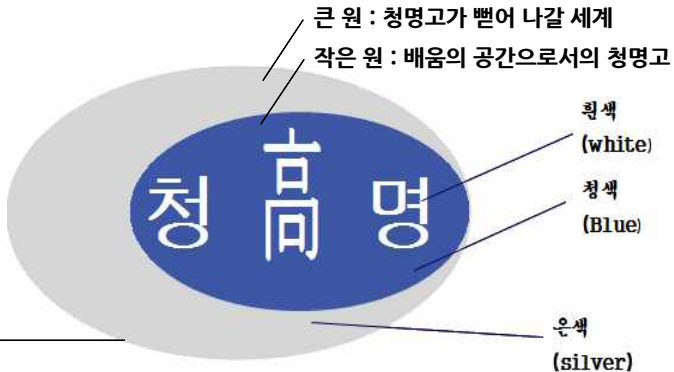 큰 원 : 청명고가 뻗어 나갈 세계
작은 원 : 배움의 공간으로서의 청명고
청 高 명
흰색
(white)
청색
(Blue)
은색
(silver)